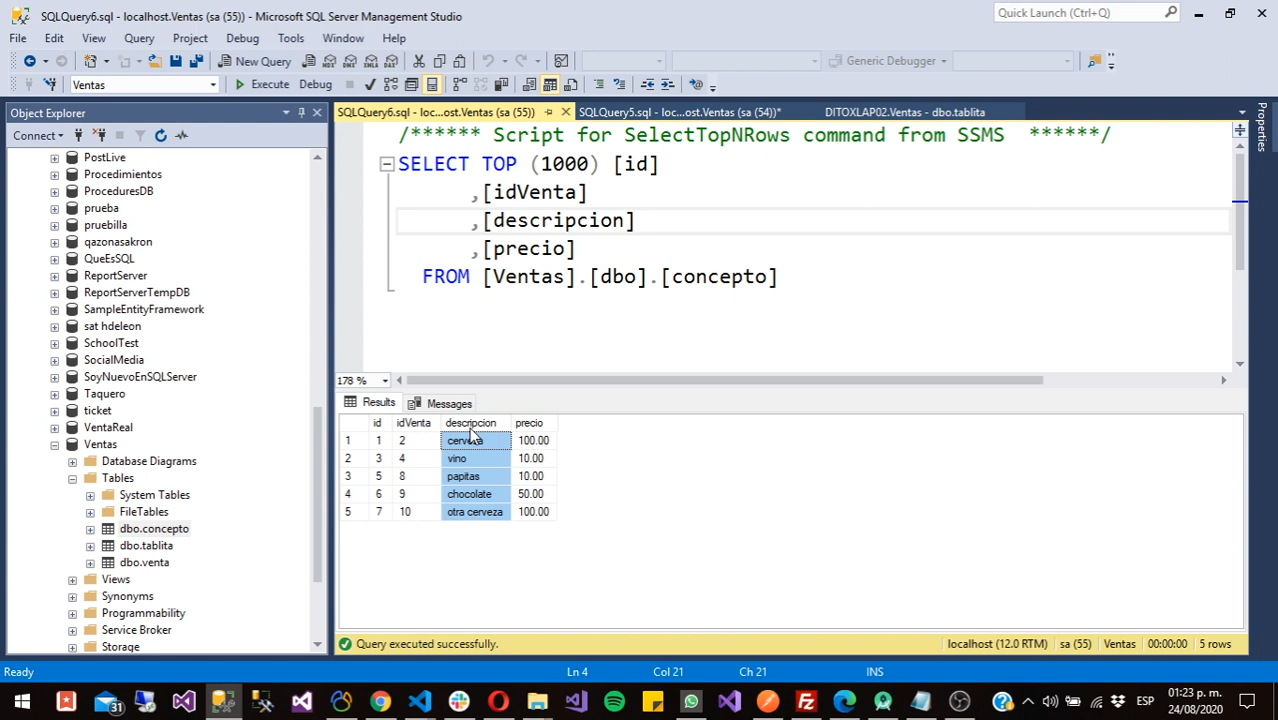 SQLQuery6.sql - localhost.Ventas (sa (55)) - Microsoft SQL Server Management Studio
Quick Launch (Ctrl+Q)
File Edit View Query Project Debug Tools Window Help
New Query
MDX DMX XMLA DAX
Generic Debugger
Ventas
Execute Debug
Object Explorer
SQLQuery6.sql - loc...ost.Ventas (sa (55))
SQLQuery5.sql - loc...ost.Ventas (sa (54))*
DITOXLAP02.Ventas - dbo.tablita
Properties
Connect
PostLive
Procedimientos
ProceduresDB
prueba
pruebilla
qazonasakron
QueEsSQL
ReportServer
ReportServerTempDB
SampleEntityFramework
sat hdeleon
SchoolTest
SocialMedia
SoyNuevoEnSQLServer
Taquero
ticket
VentaReal
Ventas
Database Diagrams
Tables
System Tables
FileTables
dbo.concepto
dbo.tablita
dbo.venta
Views
Synonyms
Programmability
Service Broker
Storage
/****** Script for SelectTopNRows command from SSMS ******/
SELECT TOP (1000) [id]
,[idVenta]
,[descripcion]
,[precio]
FROM [Ventas].[dbo].[concepto]
178 %
Results Messages
id idVenta descripcion precio
1 1 2 cerveza 100.00
2 3 4 vino 10.00
3 5 8 papitas 10.00
4 6 9 chocolate 50.00
5 7 10 otra cerveza 100.00
Query executed successfully.
localhost (12.0 RTM) sa (55) Ventas 00:00:00 5 rows
Ready Ln 4 Col 21 Ch 21 INS
31
ESP
01:23 p. m.
24/08/2020